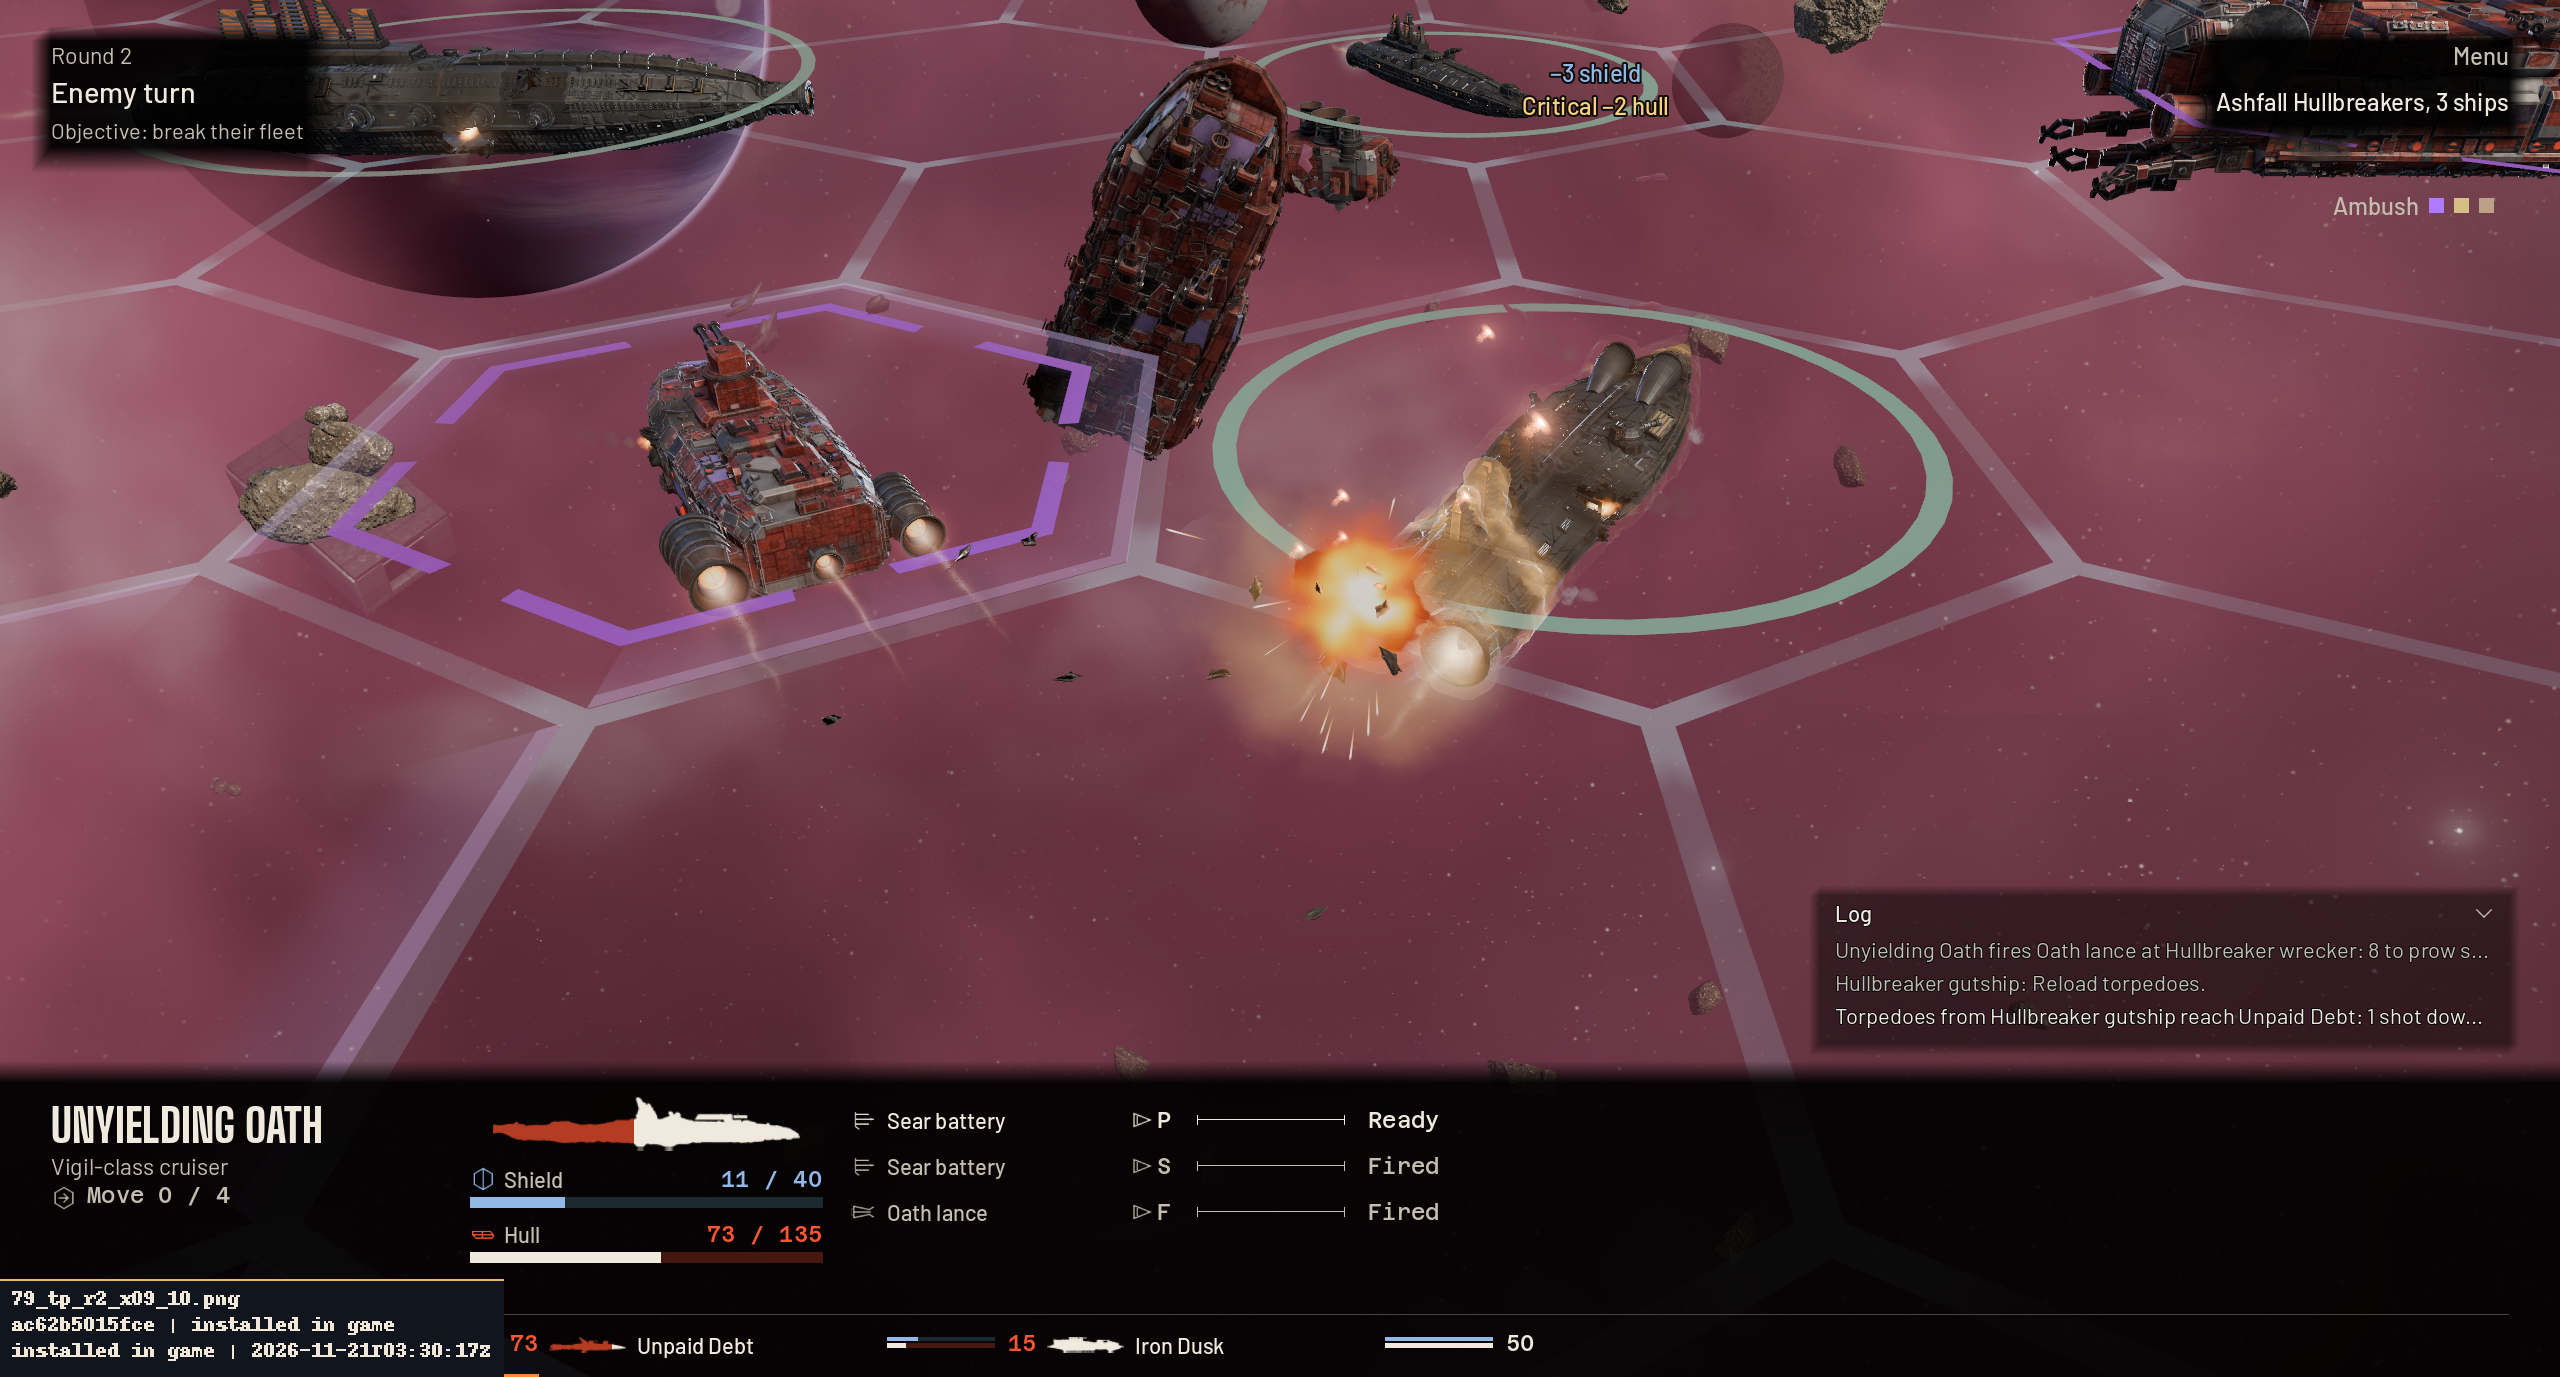 Round 2
Enemy turn
Objective: break their fleet
Menu
Ashfall Hullbreakers, 3 ships
Ambush
−3 shield
Critical −2 hull
Log
Unyielding Oath fires Oath lance at Hullbreaker wrecker: 8 to prow s...
Hullbreaker gutship: Reload torpedoes.
Torpedoes from Hullbreaker gutship reach Unpaid Debt: 1 shot dow...
UNYIELDING OATH
Vigil-class cruiser
Move 0 / 4
Shield 11 / 40
Hull 73 / 135
Sear battery P Ready
Sear battery S Fired
Oath lance F Fired
79_tp_r2_x09_10.png
ac62b5015fce | installed in game
installed in game | 2026-11-21T03:30:17Z
73 Unpaid Debt 15 Iron Dusk 50